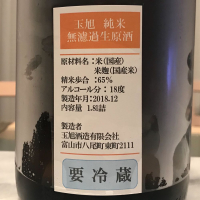 玉旭 純米
無濾過生原酒
原材料名：米（国産）
米麹（国産米）
精米歩合：65%
アルコール分：18度
製造年月：2018.12
内容量 1.8ℓ詰
製造者
玉旭酒造有限会社
富山市八尾町東町2111
要冷蔵